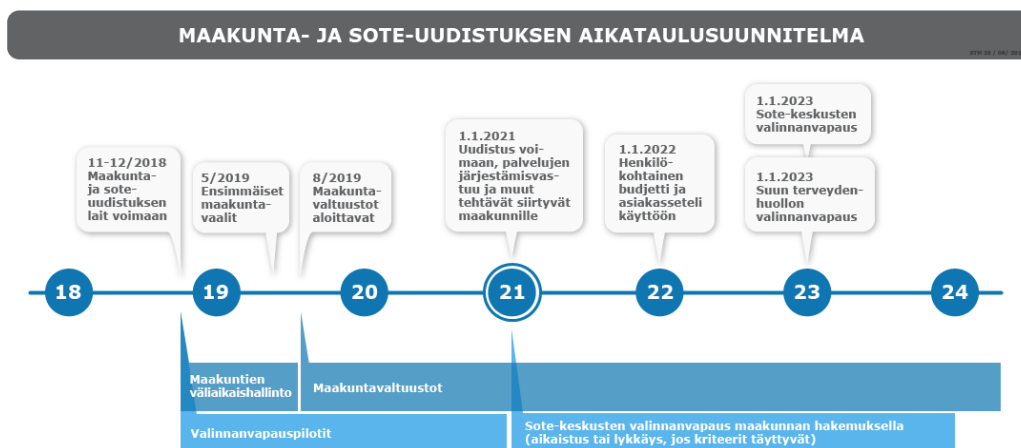 MAAKUNTA- JA SOTE-UUDISTUKSEN AIKATAULUSUUNNITELMA
11-12/2018
Maakunta-
ja sote-
uudistuksen
lait voimaan
5/2019
Ensimmäiset
maakunta-
vaalit
8/2019
Maakunta-
valtuustot
aloittavat
1.1.2021
Uudistus voi-
maan, palvelujen
järjestämisvas-
tuu ja muut
tehtävät siirtyvät
maakunnille
1.1.2022
Henkilö-
kohtainen
budjetti ja
asiakasseteli
käyttöön
1.1.2023
Sote-keskusten
valinnanvapaus
1.1.2023
Suun terveyden-
huollon
valinnanvapaus
18
19
20
21
22
23
24
Maakuntien
väliaikaishallinto
Maakuntavaltuustot
Valinnanvapauspilotit
Sote-keskusten valinnanvapaus maakunnan hakemuksella
(aikaistus tai lykkäys, jos kriteerit täyttyvät)